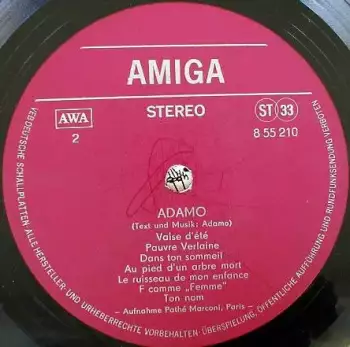 AMIGA
STEREO
AWA
2
ST 33
8 55 210
ADAMO
(Text und Musik: Adamo)
Valse d'été
Pauvre Verlaine
Dans ton sommeil
Au pied d'un arbre mort
Le ruisseau de mon enfance
F comme „Femme"
Ton nom
– Aufnahme Pathé Marconi, Paris –
VEB DEUTSCHE SCHALLPLATTEN ALLE HERSTELLER- UND URHEBERRECHTE VORBEHALTEN · ÜBERSPIELUNG, ÖFFENTLICHE AUFFÜHRUNG UND RUNDFUNKSENDUNG VERBOTEN